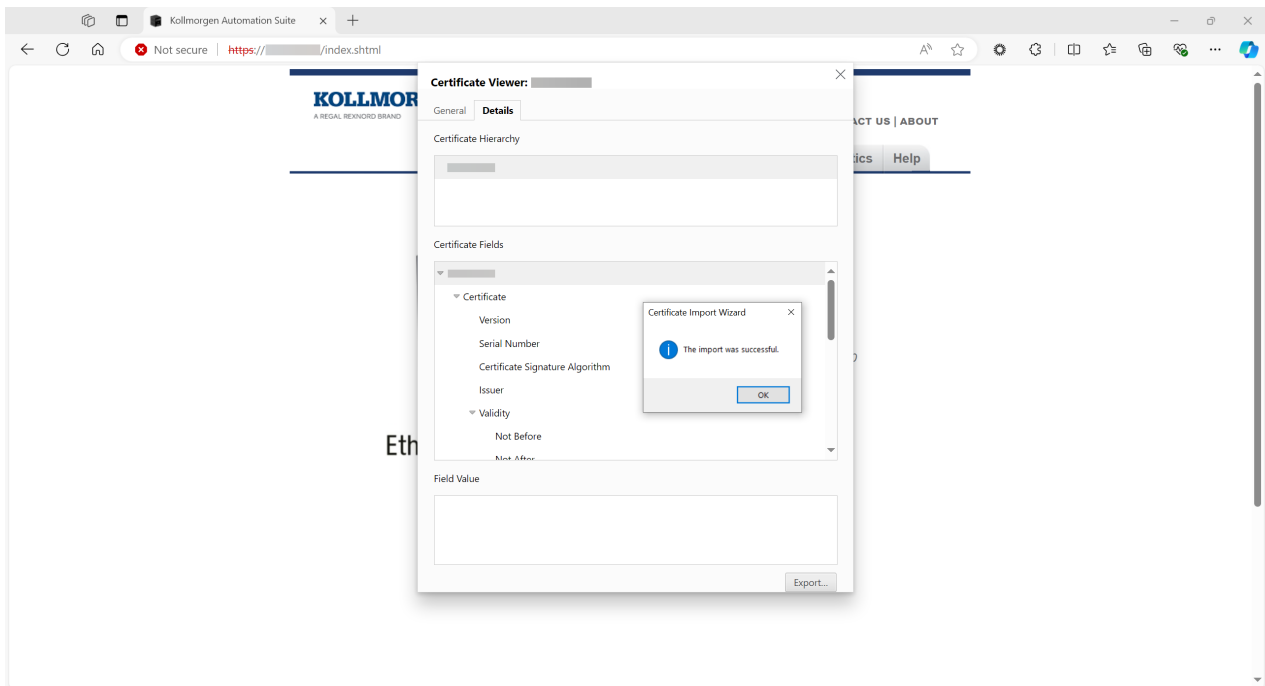 Kollmorgen Automation Suite
Not secure
https:// /index.shtml
KOLLMOR
A REGAL REXNORD BRAND
ACT US | ABOUT
tics
Help
Certificate Viewer:
General
Details
Certificate Hierarchy
Certificate Fields
Certificate
Version
Serial Number
Certificate Signature Algorithm
Issuer
Validity
Not Before
Not After
Certificate Import Wizard
The import was successful.
OK
Eth
Field Value
Export...